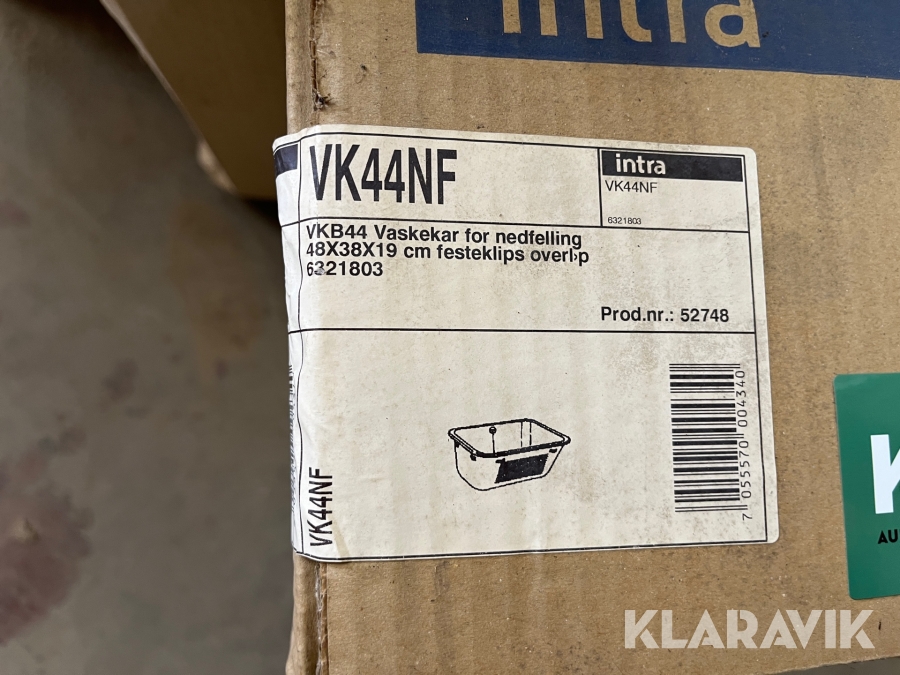 intra
VK44NF
intra
VK44NF
6321803
VKB44 Vaskekar for nedfelling
48X38X19 cm festeklips overl›p
6321803
Prod.nr.: 52748
7 055570 004340
VK44NF
K
AU
KLARAVIK